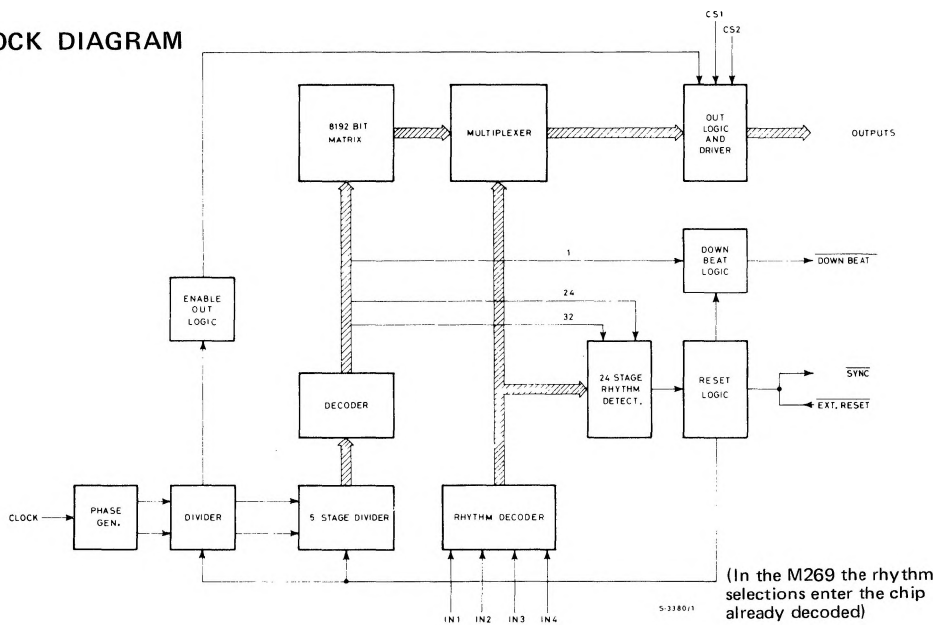 OCK DIAGRAM
CS1
CS2
8192 BIT
MATRIX
MULTIPLEXER
OUT
LOGIC
AND
DRIVER
OUTPUTS
1
DOWN
BEAT
LOGIC
DOWN BEAT
ENABLE
OUT
LOGIC
24
32
24 STAGE
RHYTHM
DETECT.
RESET
LOGIC
SYNC
EXT. RESET
DECODER
CLOCK
PHASE
GEN.
DIVIDER
5 STAGE DIVIDER
RHYTHM DECODER
IN1
IN2
IN3
IN4
S-3380/1
(In the M269 the rhythm
selections enter the chip
already decoded)